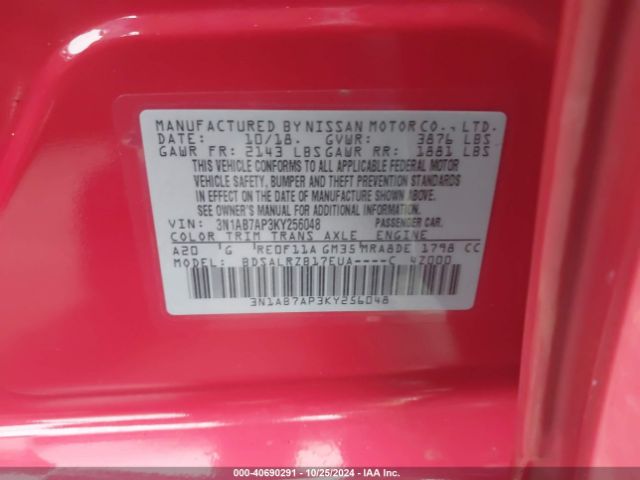 MANUFACTURED BY NISSAN MOTOR CO., LTD.
DATE: 10/18. GVWR: 3876 LBS
GAWR FR: 2143 LBS GAWR RR: 1881 LBS
THIS VEHICLE CONFORMS TO ALL APPLICABLE FEDERAL MOTOR
VEHICLE SAFETY, BUMPER AND THEFT PREVENTION STANDARDS
IN EFFECT ON THE DATE OF MANUFACTURE SHOWN ABOVE.
SEE OWNER'S MANUAL FOR ADDITIONAL INFORMATION.
VIN: 3N1AB7AP3KY256048 PASSENGER CAR.
COLOR TRIM TRANS AXLE ENGINE
A20 G RE0F11A GM35 MRA8DE 1798 CC
MODEL: BDSALRZB17EUA----C 4Z000
3N1AB7AP3KY256048
000-40690291 - 10/25/2024 - IAA Inc.